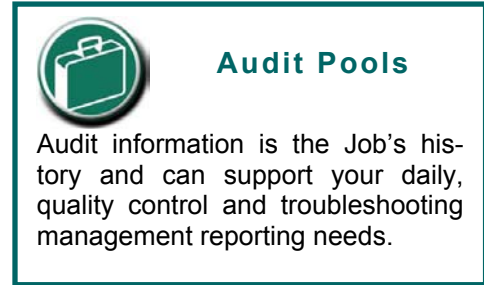 Audit Pools
Audit information is the Job’s his-
tory and can support your daily,
quality control and troubleshooting
management reporting needs.